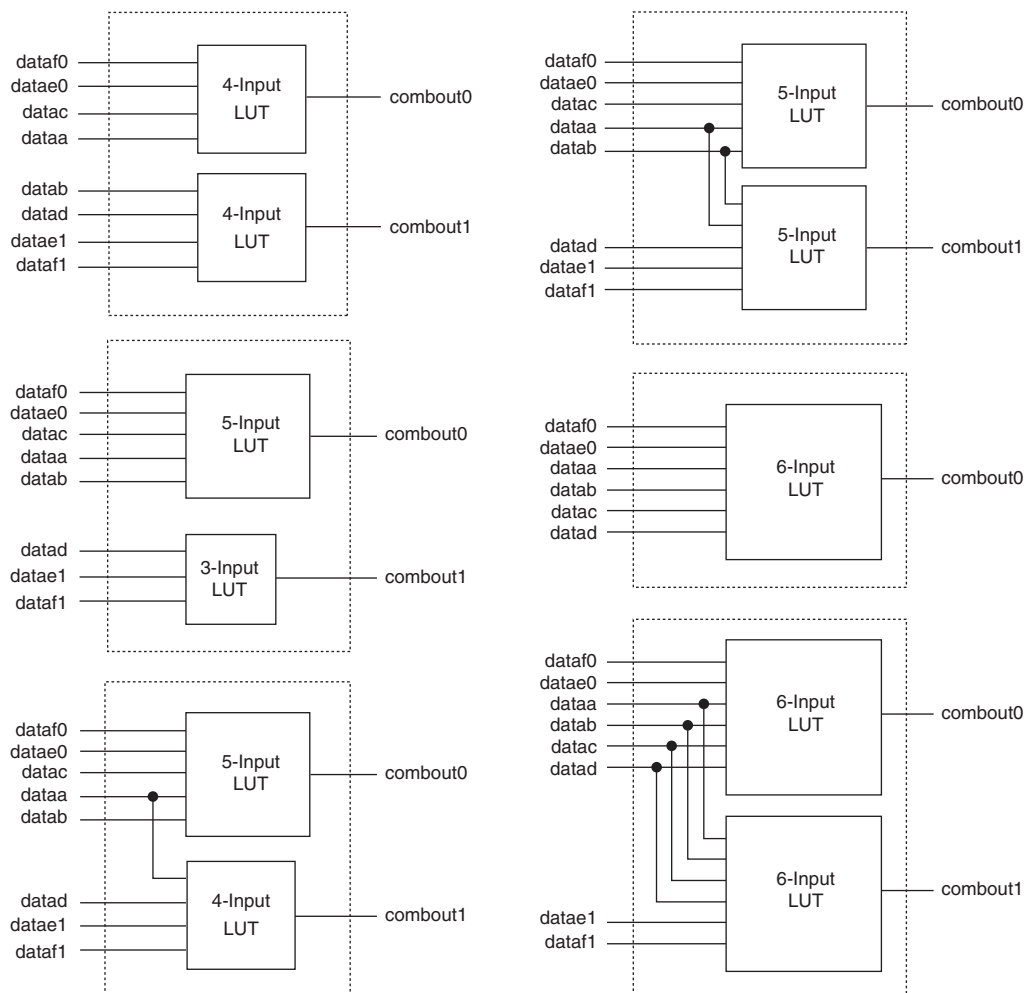 dataf0
datae0
datac
dataa
4-Input
LUT
combout0
datab
datad
datae1
dataf1
4-Input
LUT
combout1
dataf0
datae0
datac
dataa
datab
5-Input
LUT
combout0
datad
datae1
dataf1
3-Input
LUT
combout1
dataf0
datae0
datac
dataa
datab
5-Input
LUT
combout0
datad
datae1
dataf1
4-Input
LUT
combout1
dataf0
datae0
datac
dataa
datab
5-Input
LUT
combout0
datad
datae1
dataf1
5-Input
LUT
combout1
dataf0
datae0
dataa
datab
datac
datad
6-Input
LUT
combout0
dataf0
datae0
dataa
datab
datac
datad
6-Input
LUT
combout0
datae1
dataf1
6-Input
LUT
combout1